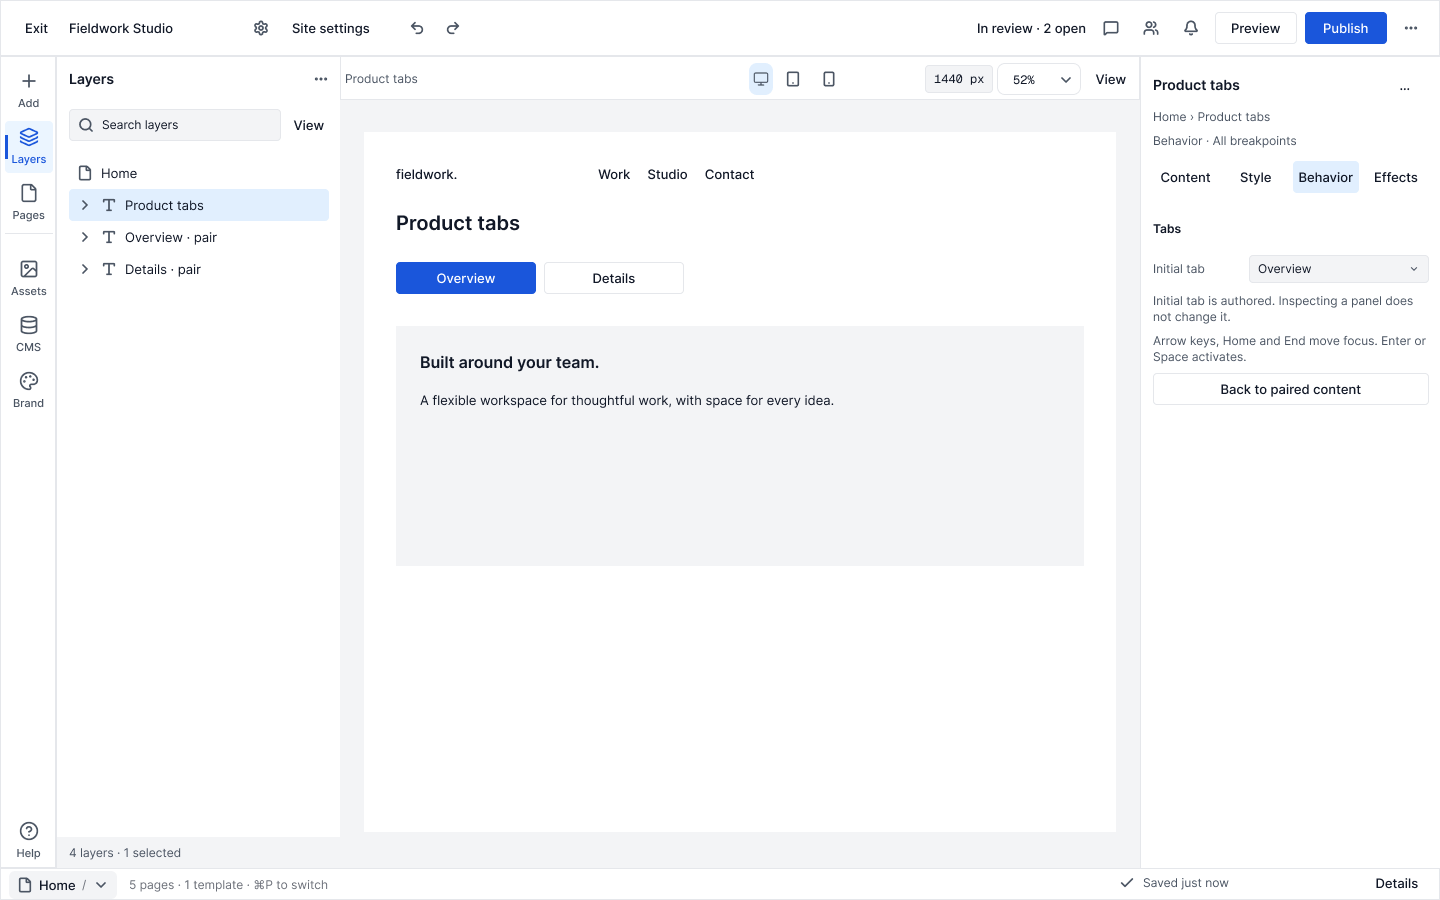 Exit Fieldwork Studio Site settings In review · 2 open Preview Publish
Add
Layers
Pages
Assets
CMS
Brand
Help
Layers
Search layers View
Home
Product tabs
Overview · pair
Details · pair
4 layers · 1 selected
Product tabs 1440 px 52% View
fieldwork. Work Studio Contact
Product tabs
Overview Details
Built around your team.
A flexible workspace for thoughtful work, with space for every idea.
Product tabs
Home › Product tabs
Behavior · All breakpoints
Content Style Behavior Effects
Tabs
Initial tab Overview
Initial tab is authored. Inspecting a panel does
not change it.
Arrow keys, Home and End move focus. Enter or
Space activates.
Back to paired content
Home / 5 pages · 1 template · ⌘P to switch Saved just now Details